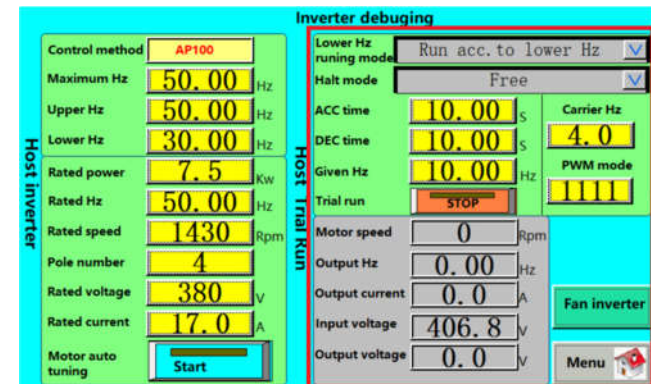 Inverter debuging
Host inverter
Control method AP100
Maximum Hz 50.00 Hz
Upper Hz 50.00 Hz
Lower Hz 30.00 Hz
Rated power 7.5 Kw
Rated Hz 50.00 Hz
Rated speed 1430 Rpm
Pole number 4
Rated voltage 380 V
Rated current 17.0 A
Motor auto
tuning
Start
Host Trial Run
Lower Hz
runing mode
Run acc.to lower Hz
Halt mode Free
ACC time 10.00 S
DEC time 10.00 S
Given Hz 10.00 Hz
Trial run STOP
Carrier Hz
4.0
PWM mode
1111
Motor speed 0 Rpm
Output Hz 0.00 Hz
Output current 0.0 A
Input voltage 406.8 V
Output voltage 0.0 V
Fan inverter
Menu